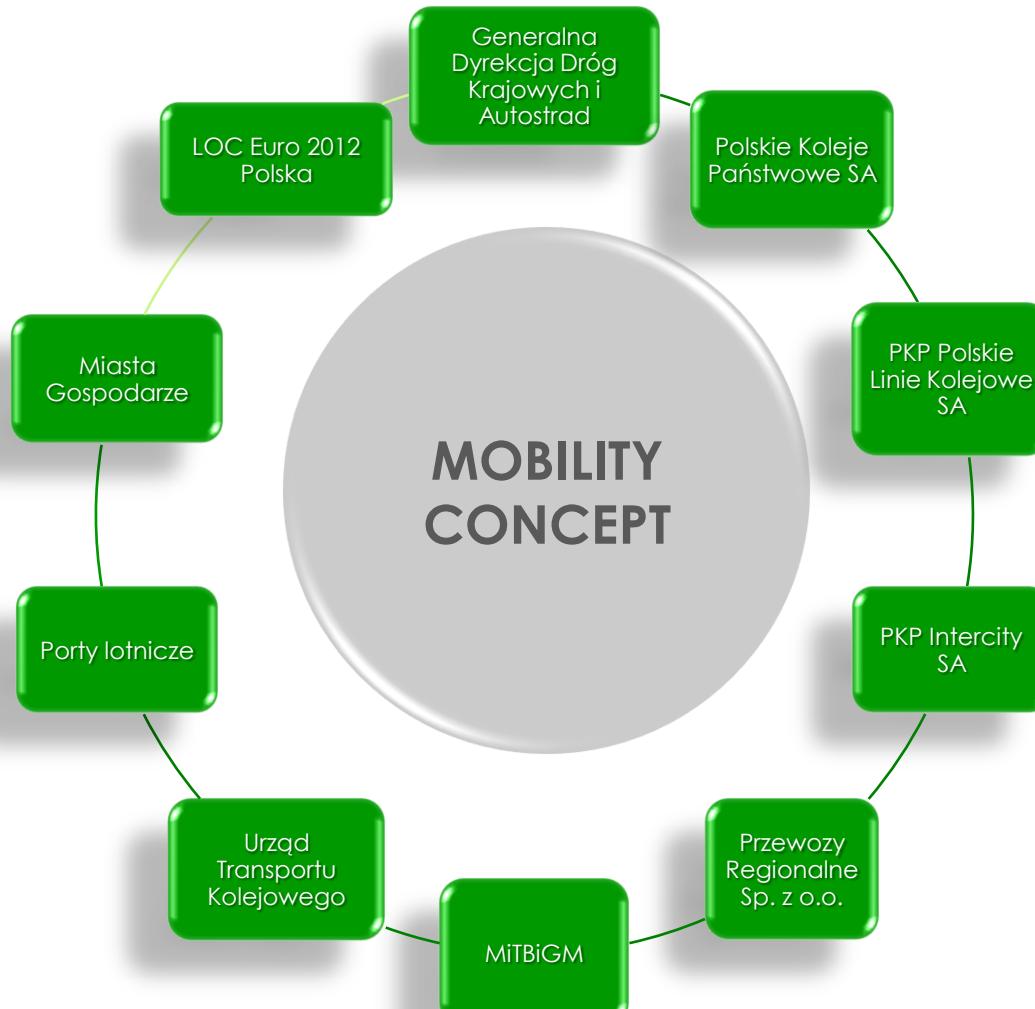 Generalna
Dyrekcja Dróg
Krajowych i
Autostrad
Polskie Koleje
Państwowe SA
PKP Polskie
Linie Kolejowe
SA
PKP Intercity
SA
Przewozy
Regionalne
Sp. z o.o.
MiTBiGM
Urząd
Transportu
Kolejowego
Porty lotnicze
Miasta
Gospodarze
LOC Euro 2012
Polska
MOBILITY
CONCEPT